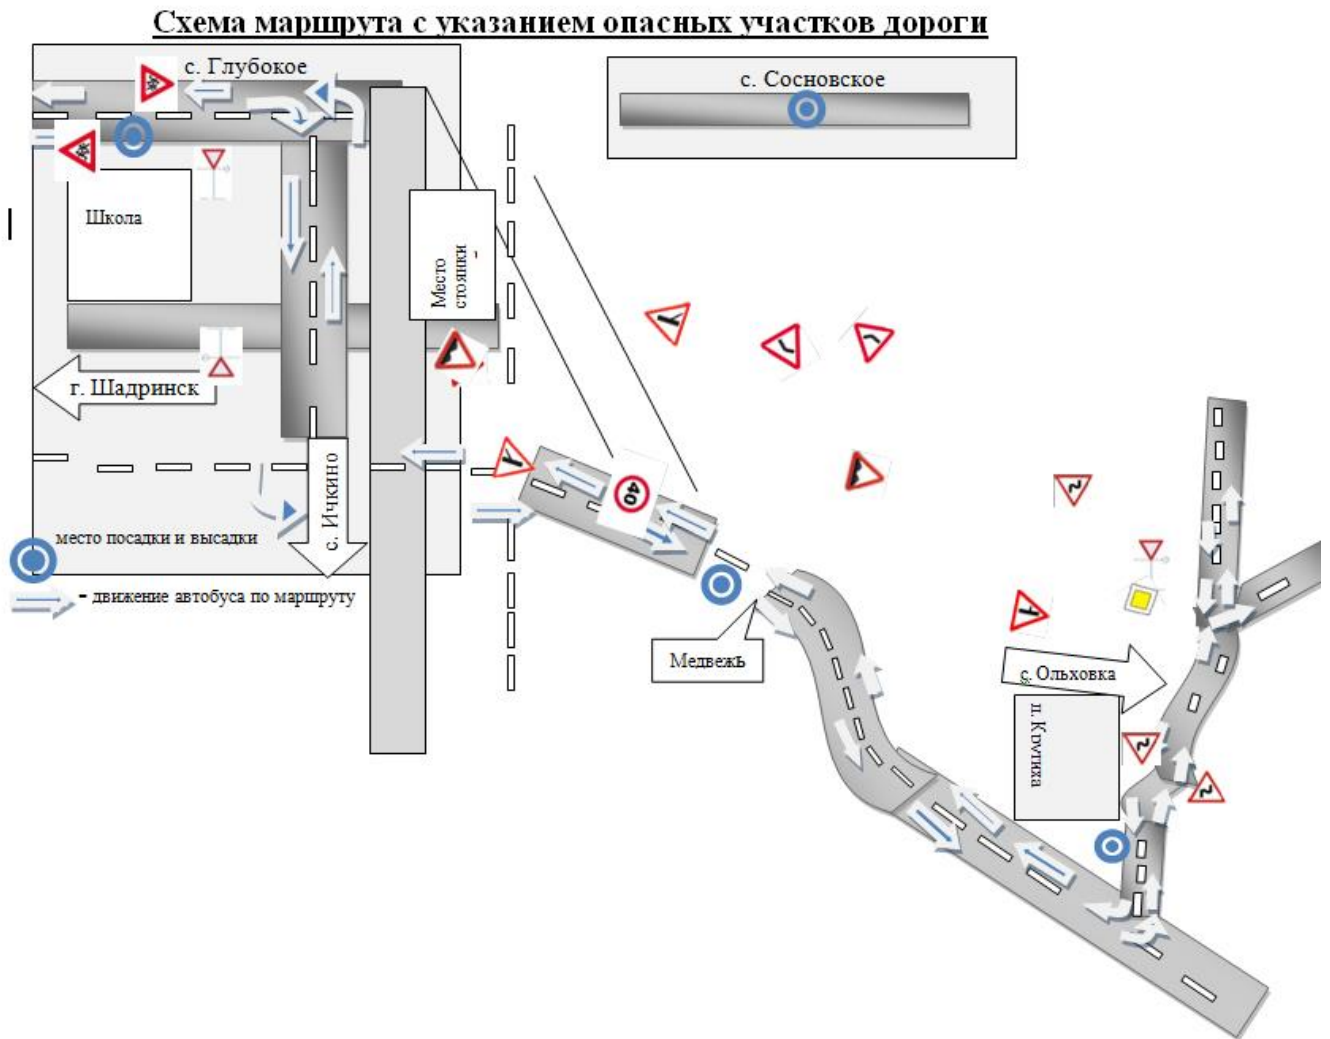 Схема маршрута с указанием опасных участков дороги
с. Глубокое
с. Сосновское
Школа
Место
стоянки -
г. Шадринск
с. Ичкино
40
место посадки и высадки
- движение автобуса по маршруту
Медвежь
с. Ольховка
п. Крутиха